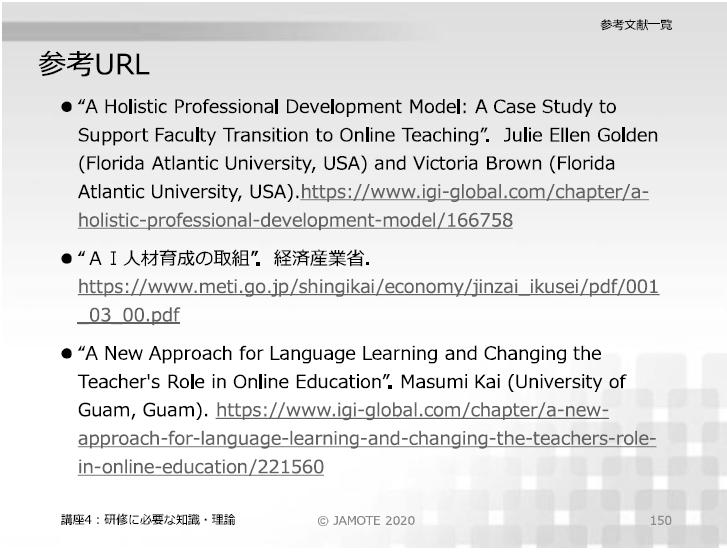 参考文献一覧
参考URL
● “A Holistic Professional Development Model: A Case Study to
Support Faculty Transition to Online Teaching”. Julie Ellen Golden
(Florida Atlantic University, USA) and Victoria Brown (Florida
Atlantic University, USA).https://www.igi-global.com/chapter/a-
holistic-professional-development-model/166758
● “ＡＩ人材育成の取組”. 経済産業省.
https://www.meti.go.jp/shingikai/economy/jinzai_ikusei/pdf/001
_03_00.pdf
● “A New Approach for Language Learning and Changing the
Teacher's Role in Online Education”. Masumi Kai (University of
Guam, Guam). https://www.igi-global.com/chapter/a-new-
approach-for-language-learning-and-changing-the-teachers-role-
in-online-education/221560
講座4：研修に必要な知識・理論 © JAMOTE 2020 150